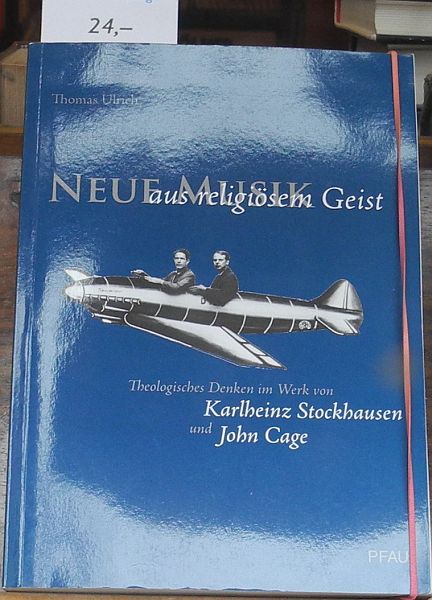 24,–
Thomas Ulrich
NEUE MUSIK
aus religiösem Geist
Theologisches Denken im Werk von
Karlheinz Stockhausen
und John Cage
PFAU